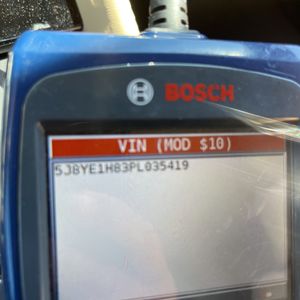 BOSCH
VIN (MOD $10)
5J8YE1H83PL035419